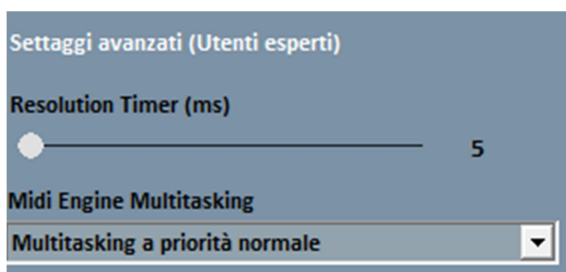 Settaggi avanzati (Utenti esperti)
Resolution Timer (ms)
5
Midi Engine Multitasking
Multitasking a priorità normale